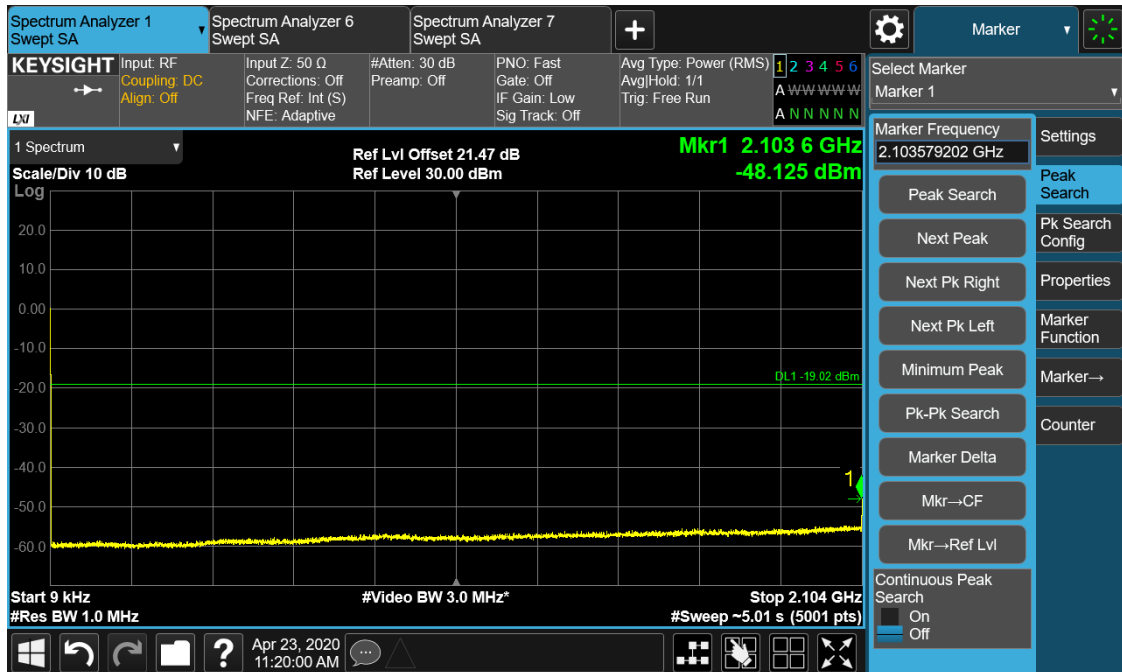 Spectrum Analyzer 1
Swept SA
Spectrum Analyzer 6
Swept SA
Spectrum Analyzer 7
Swept SA
Marker
KEYSIGHT
LXI
Input: RF
Coupling: DC
Align: Off
Input Z: 50 Ω
Corrections: Off
Freq Ref: Int (S)
NFE: Adaptive
#Atten: 30 dB
Preamp: Off
PNO: Fast
Gate: Off
IF Gain: Low
Sig Track: Off
Avg Type: Power (RMS)
Avg|Hold: 1/1
Trig: Free Run
1 2 3 4 5 6
A W W W W W
A N N N N N
Select Marker
Marker 1
1 Spectrum
Scale/Div 10 dB
Log
Ref Lvl Offset 21.47 dB
Ref Level 30.00 dBm
Mkr1 2.103 6 GHz
-48.125 dBm
20.0
10.0
0.00
-10.0
-20.0
-30.0
-40.0
-50.0
-60.0
DL1 -19.02 dBm
1
Start 9 kHz
#Res BW 1.0 MHz
#Video BW 3.0 MHz*
Stop 2.104 GHz
#Sweep ~5.01 s (5001 pts)
Marker Frequency
2.103579202 GHz
Peak Search
Next Peak
Next Pk Right
Next Pk Left
Minimum Peak
Pk-Pk Search
Marker Delta
Mkr→CF
Mkr→Ref Lvl
Continuous Peak
Search
On
Off
Settings
Peak
Search
Pk Search
Config
Properties
Marker
Function
Marker→
Counter
?
Apr 23, 2020
11:20:00 AM